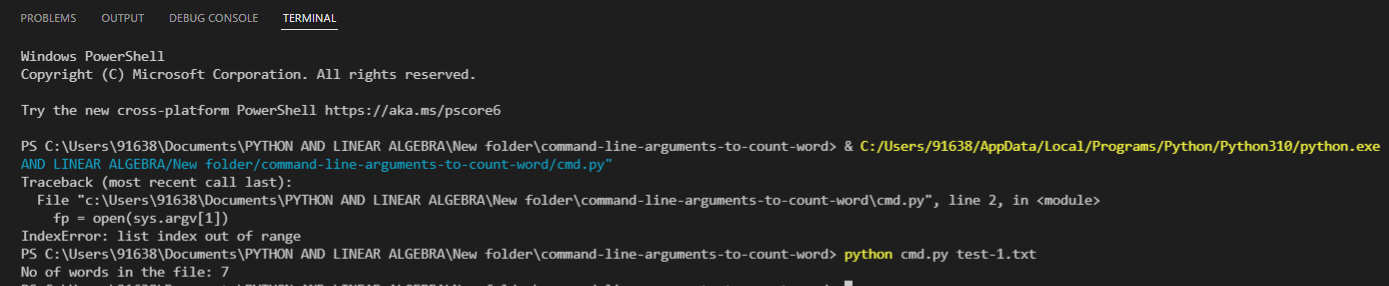 PROBLEMS OUTPUT DEBUG CONSOLE TERMINAL
Windows PowerShell
Copyright (C) Microsoft Corporation. All rights reserved.
Try the new cross-platform PowerShell https://aka.ms/pscore6
PS C:\Users\91638\Documents\PYTHON AND LINEAR ALGEBRA\New folder\command-line-arguments-to-count-word> & C:/Users/91638/AppData/Local/Programs/Python/Python310/python.exe
AND LINEAR ALGEBRA/New folder/command-line-arguments-to-count-word/cmd.py"
Traceback (most recent call last):
  File "c:\Users\91638\Documents\PYTHON AND LINEAR ALGEBRA\New folder\command-line-arguments-to-count-word\cmd.py", line 2, in <module>
    fp = open(sys.argv[1])
IndexError: list index out of range
PS C:\Users\91638\Documents\PYTHON AND LINEAR ALGEBRA\New folder\command-line-arguments-to-count-word> python cmd.py test-1.txt
No of words in the file: 7